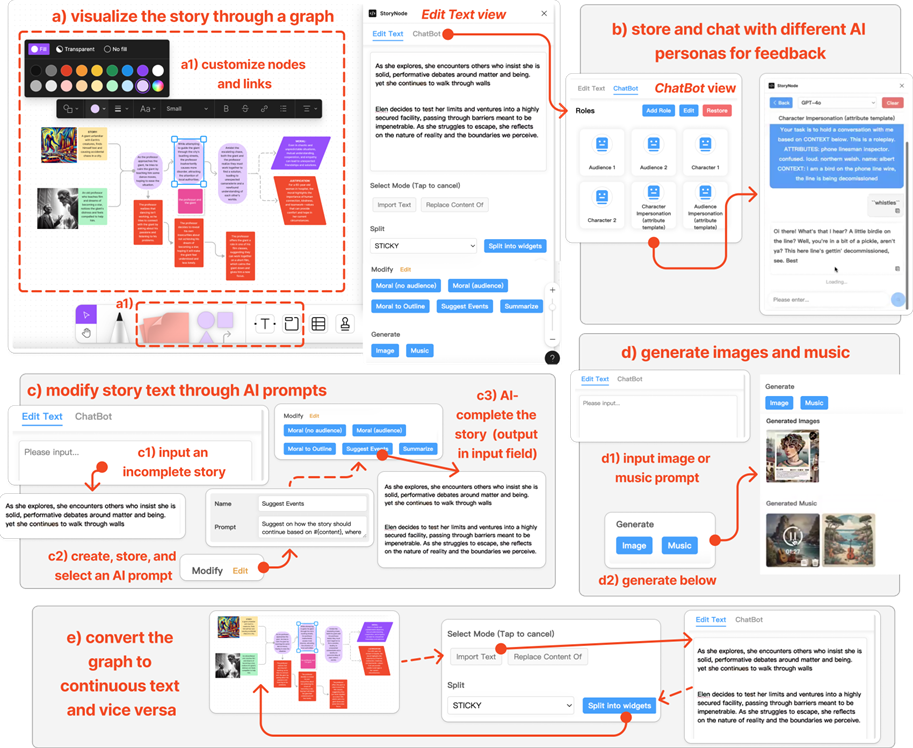 a) visualize the story through a graph
a1) customize nodes
and links
Fill
Transparent
No fill
Aa
Small
B
S
a1)
T
StoryNode
Edit Text view
Edit Text
ChatBot
As she explores, she encounters others who insist she is
solid, performative debates around matter and being.
yet she continues to walk through walls
Elen decides to test her limits and ventures into a highly
secured facility, passing through barriers meant to be
impenetrable. As she struggles to escape, she reflects
on the nature of reality and the boundaries we perceive.
Select Mode (Tap to cancel)
Import Text
Replace Content Of
Split
STICKY
Split into widgets
Modify
Edit
Moral (no audience)
Moral (audience)
Moral to Outline
Suggest Events
Summarize
Generate
Image
Music
?
b) store and chat with different AI
personas for feedback
Edit Text
ChatBot
ChatBot view
Roles
Add Role
Edit
Restore
Audience 1
Audience 2
Character 1
Character 2
Character
Impersonation
(attribute
template)
Audience
Impersonation
(attribute
template)
StoryNode
Back
GPT-4o
Clear
Character Impersonation (attribute template)
Your task is to hold a conversation with me
based on CONTEXT below. This is a roleplay.
ATTRIBUTES: phone lineman inspector.
confused. loud. northern welsh. name: albert
CONTEXT: I am a bird on the phone line wos,
the line is being decomissioned
*whistles*
Oi there! What's that I hear? A little birdie on
the line? Well, you're in a bit of a pickle, aren't
ya? This here line's gettin' decommissioned,
see. Best
Loading...
Please enter...
c) modify story text through AI prompts
Edit Text
ChatBot
Please input...
c1) input an
incomplete story
As she explores, she encounters others who insist she is
solid, performative debates around matter and being.
yet she continues to walk through walls
c2) create, store, and
select an AI prompt
Modify
Edit
Name
Suggest Events
Prompt
Suggest on how the story should
continue based on #{content}, where
Modify
Edit
Moral (no audience)
Moral (audience)
Moral to Outline
Suggest Events
Summarize
c3) AI-
complete the
story (output
in input field)
As she explores, she encounters others who insist she is
solid, performative debates around matter and being.
yet she continues to walk through walls
Elen decides to test her limits and ventures into a highly
secured facility, passing through barriers meant to be
impenetrable. As she struggles to escape, she reflects
on the nature of reality and the boundaries we perceive.
d) generate images and music
Edit Text
ChatBot
Please input...
d1) input image or
music prompt
Generate
Image
Music
d2) generate below
Generate
Image
Music
Generated Images
Generated Music
01:27
e) convert the
graph to
continuous text
and vice versa
Select Mode (Tap to cancel)
Import Text
Replace Content Of
Split
STICKY
Split into widgets
Edit Text
ChatBot
As she explores, she encounters others who insist she is
solid, performative debates around matter and being.
yet she continues to walk through walls
Elen decides to test her limits and ventures into a highly
secured facility, passing through barriers meant to be
impenetrable. As she struggles to escape, she reflects
on the nature of reality and the boundaries we perceive.